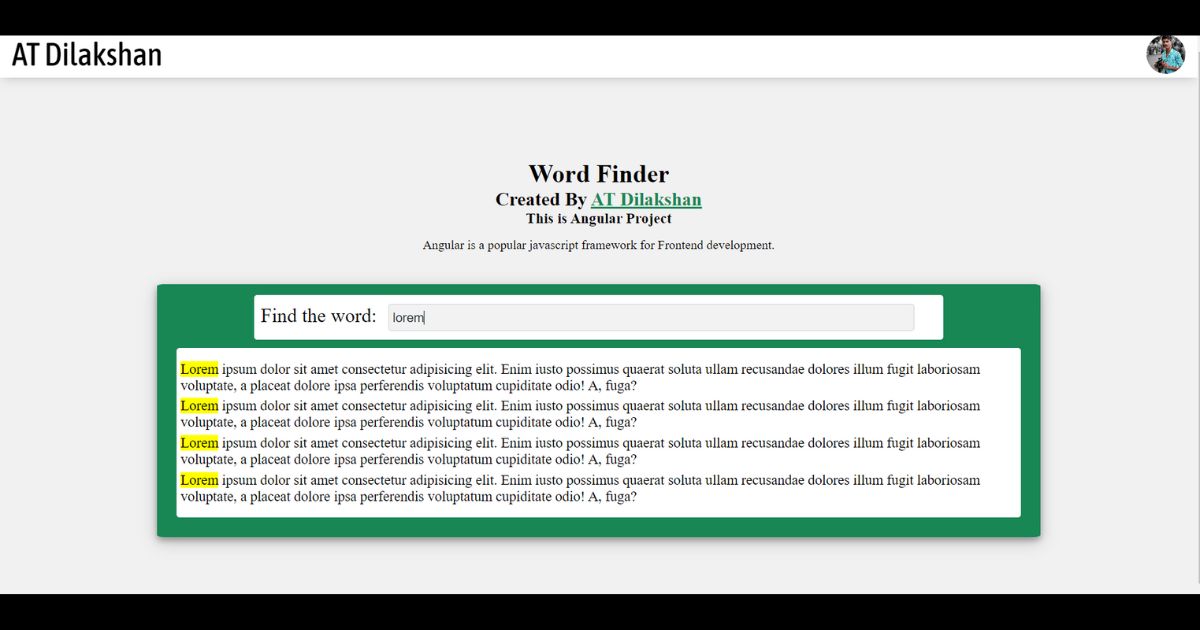 AT Dilakshan
Word Finder
Created By AT Dilakshan
This is Angular Project
Angular is a popular javascript framework for Frontend development.
Find the word: lorem
Lorem ipsum dolor sit amet consectetur adipisicing elit. Enim iusto possimus quaerat soluta ullam recusandae dolores illum fugit laboriosam
voluptate, a placeat dolore ipsa perferendis voluptatum cupiditate odio! A, fuga?
Lorem ipsum dolor sit amet consectetur adipisicing elit. Enim iusto possimus quaerat soluta ullam recusandae dolores illum fugit laboriosam
voluptate, a placeat dolore ipsa perferendis voluptatum cupiditate odio! A, fuga?
Lorem ipsum dolor sit amet consectetur adipisicing elit. Enim iusto possimus quaerat soluta ullam recusandae dolores illum fugit laboriosam
voluptate, a placeat dolore ipsa perferendis voluptatum cupiditate odio! A, fuga?
Lorem ipsum dolor sit amet consectetur adipisicing elit. Enim iusto possimus quaerat soluta ullam recusandae dolores illum fugit laboriosam
voluptate, a placeat dolore ipsa perferendis voluptatum cupiditate odio! A, fuga?